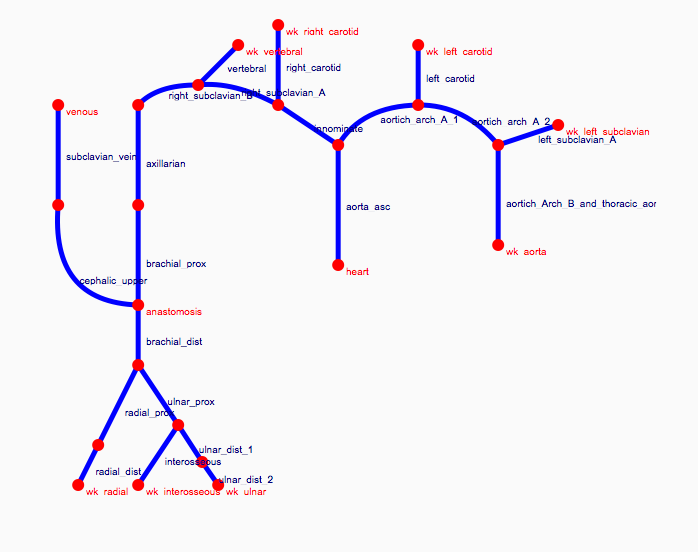 wk_right_carotid
wk_vertebral
wk_left_carotid
vertebral
right_carotid
left_carotid
right_subclavian_B
right_subclavian_A
venous
aortich_arch_A_1
aortich_arch_A_2
innominate
wk_left_subclavian
left_subclavian_A
subclavian_vein
axillarian
aorta_asc
aortich_Arch_B_and_thoracic_aor
wk_aorta
brachial_prox
heart
cephalic_upper
anastomosis
brachial_dist
ulnar_prox
radial_prox
ulnar_dist_1
interosseous
radial_dist
ulnar_dist_2
wk_radial
wk_interosseous
wk_ulnar